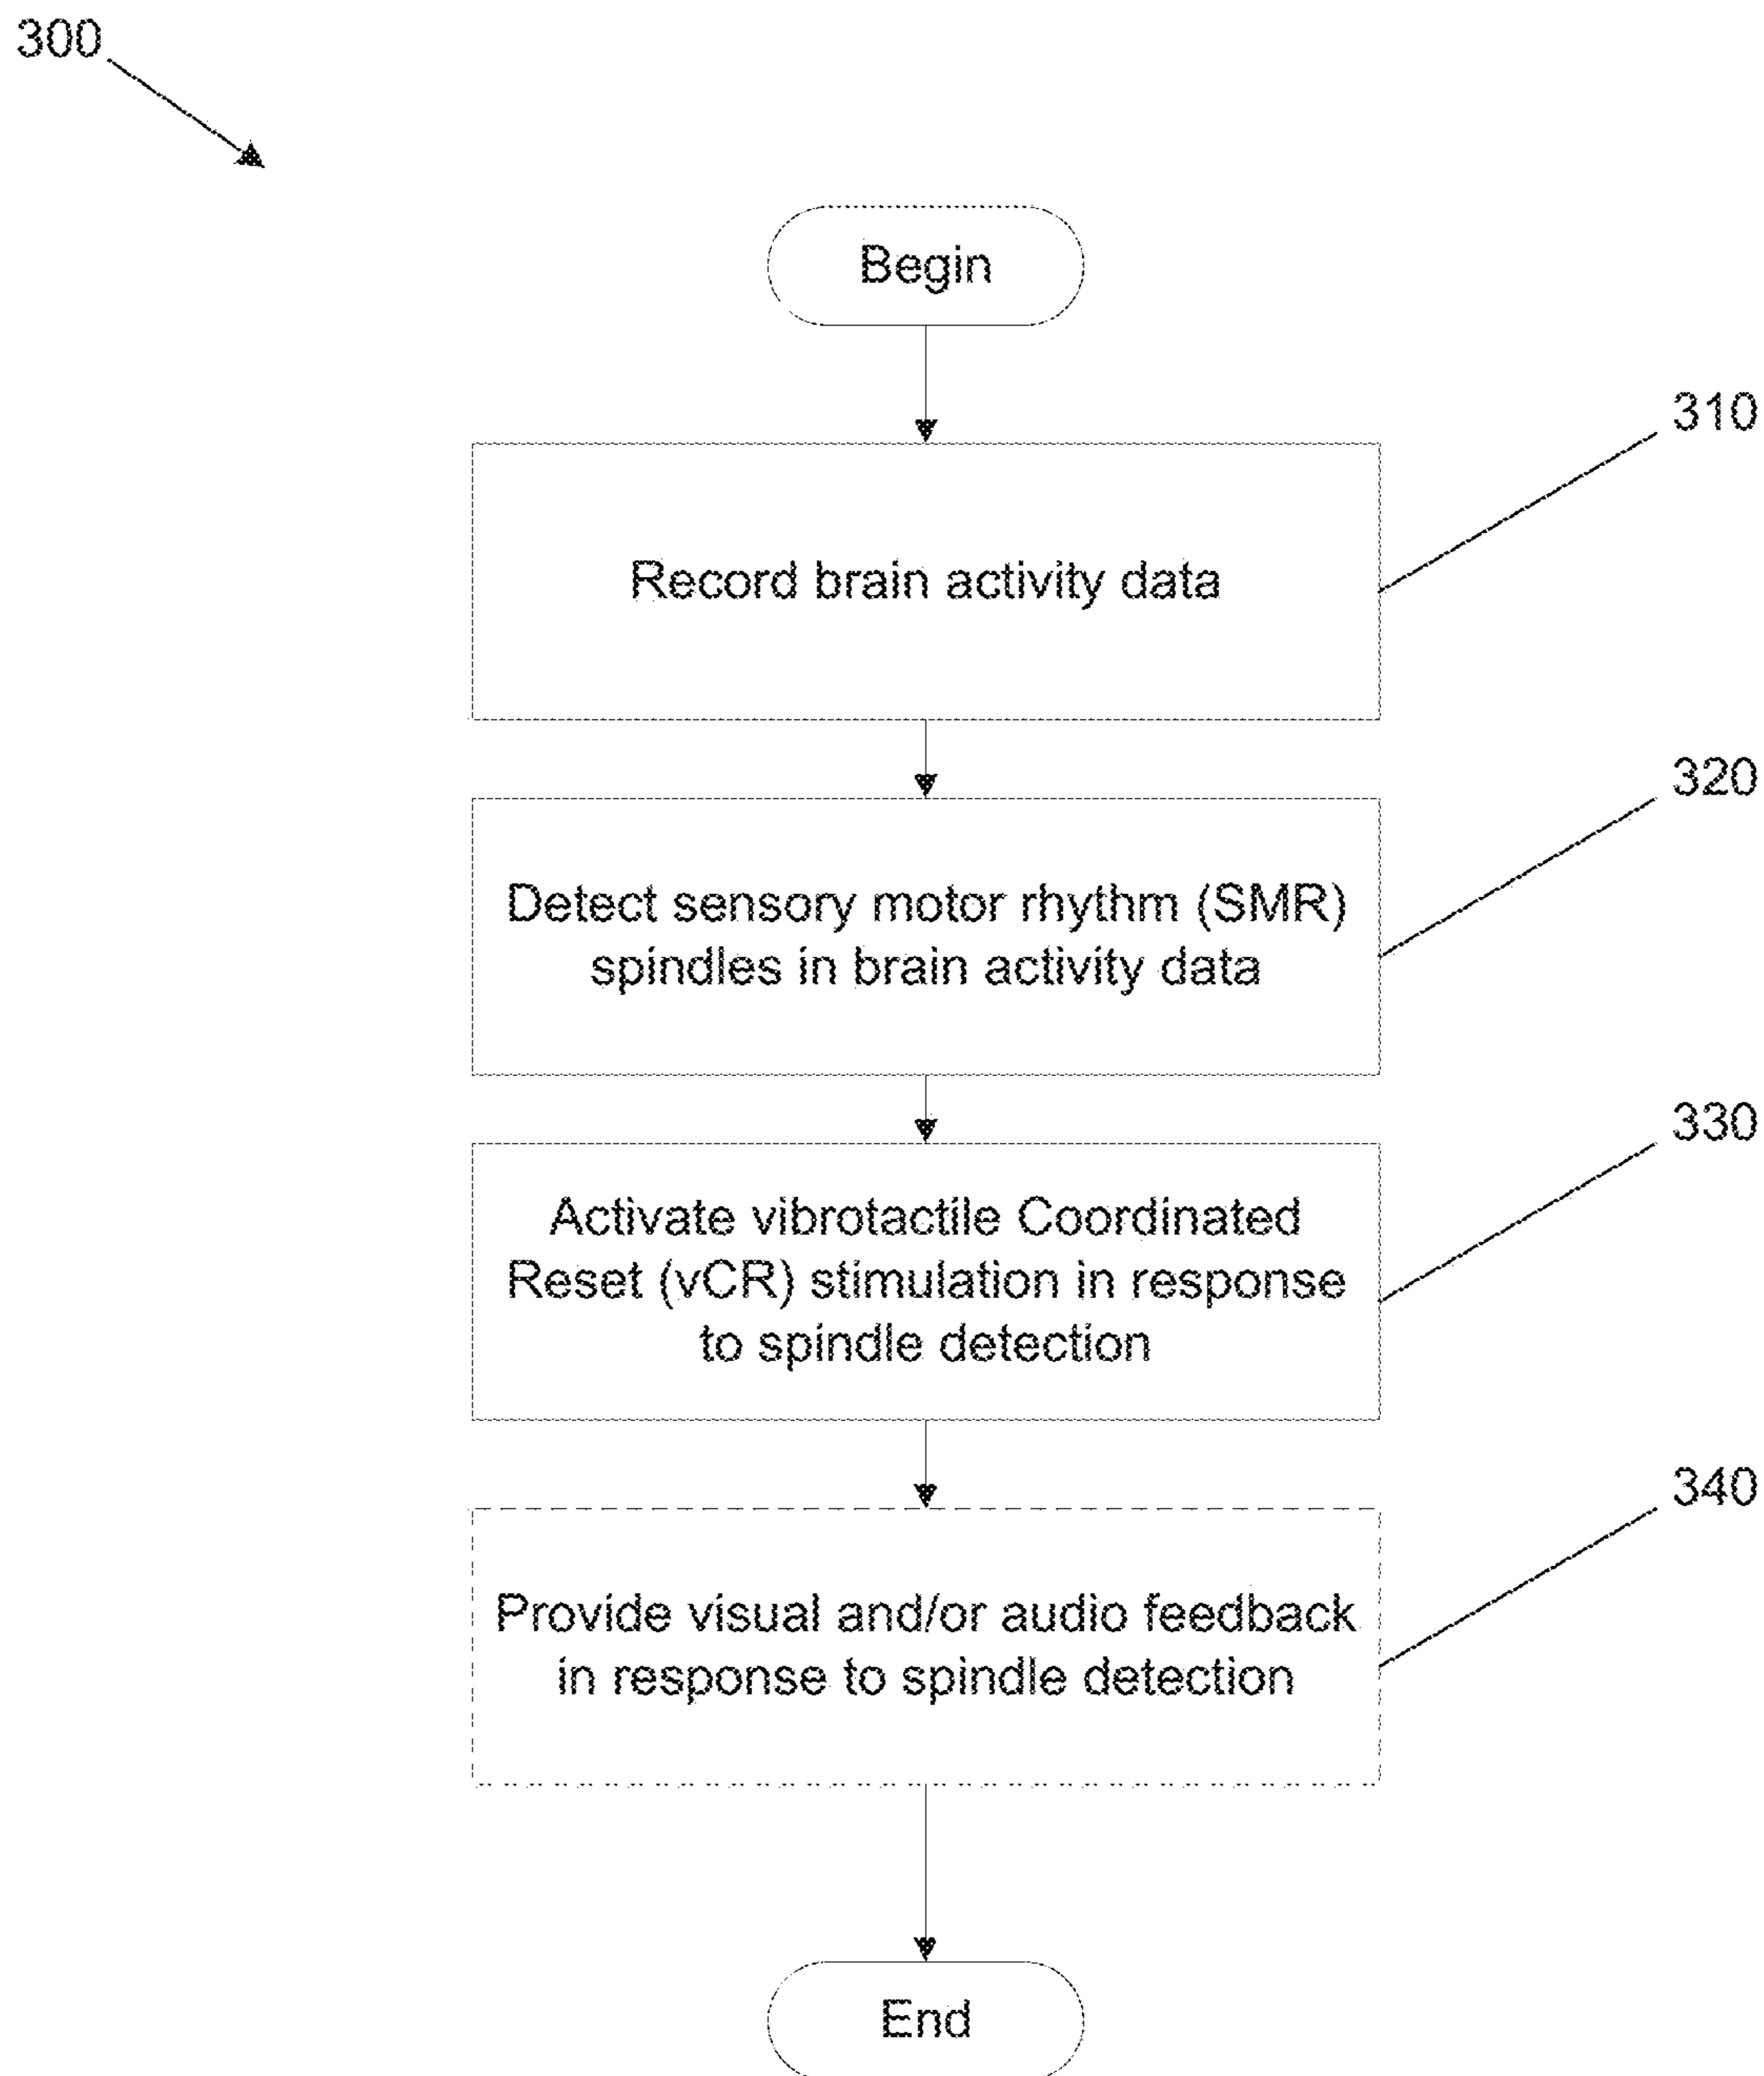 300
Begin
310
Record brain activity data
320
Detect sensory motor rhythm (SMR)
spindles in brain activity data
330
Activate vibrotactile Coordinated
Reset (vCR) stimulation in response
to spindle detection
340
Provide visual and/or audio feedback
in response to spindle detection
End